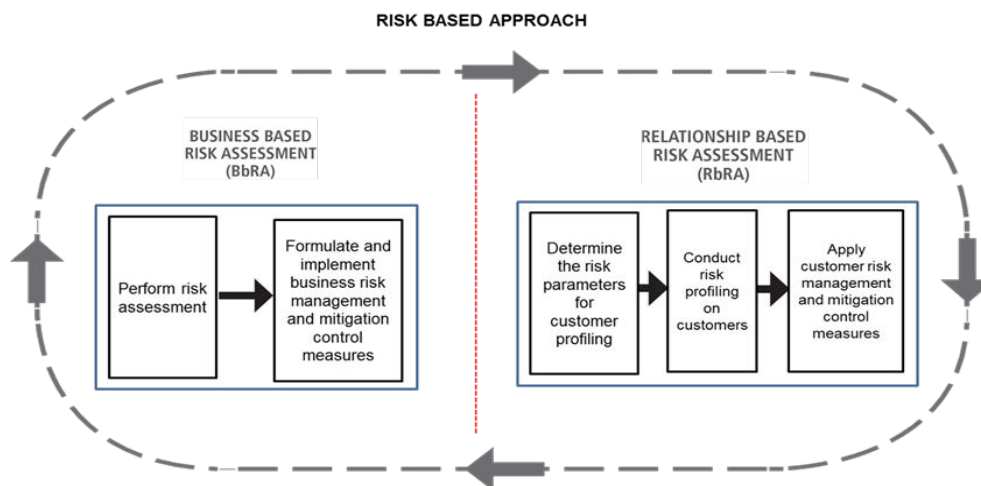 RISK BASED APPROACH
BUSINESS BASED
RISK ASSESSMENT
(BbRA)
RELATIONSHIP BASED
RISK ASSESSMENT
(RbRA)
Perform risk
assessment
Formulate and
implement
business risk
management
and mitigation
control
measures
Determine
the risk
parameters
for
customer
profiling
Conduct
risk
profiling
on
customers
Apply
customer risk
management
and mitigation
control
measures